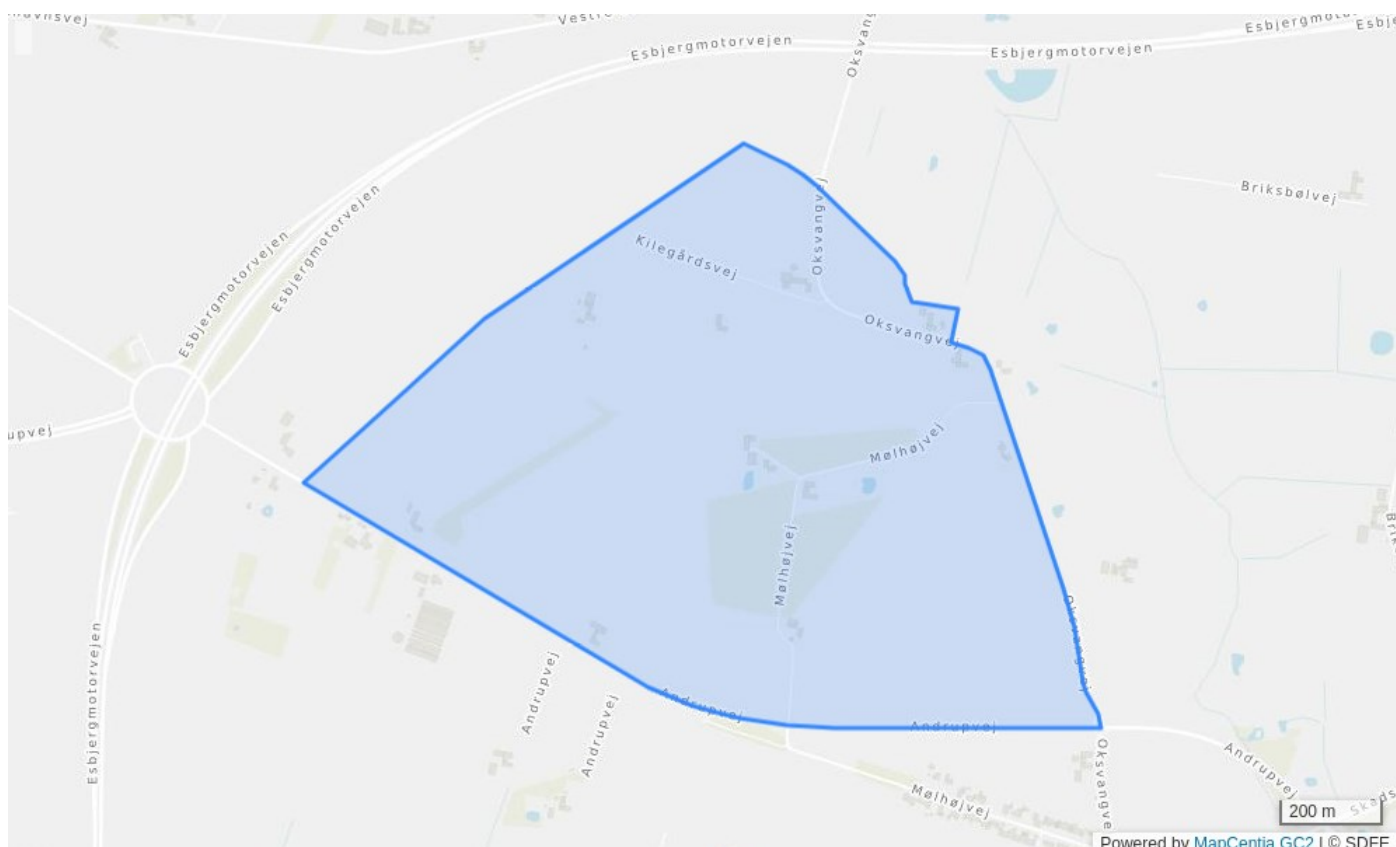 Esbjergmotorvejen
Esbjergmotorvejen
Oksvangvej
Briksbølvej
Kilegårdsvej
Oksvangvej
Esbjergmotorvejen
Esbjergmotorvejen
Oksvangvej
Mølhøjvej
Mølhøjvej
Oksvangvej
Esbjergmotorvejen
Andrupvej
Andrupvej
Andrupvej
Andrupvej
Andrupvej
Mølhøjvej
200 m
Powered by MapCentia GC2 | © SDFE